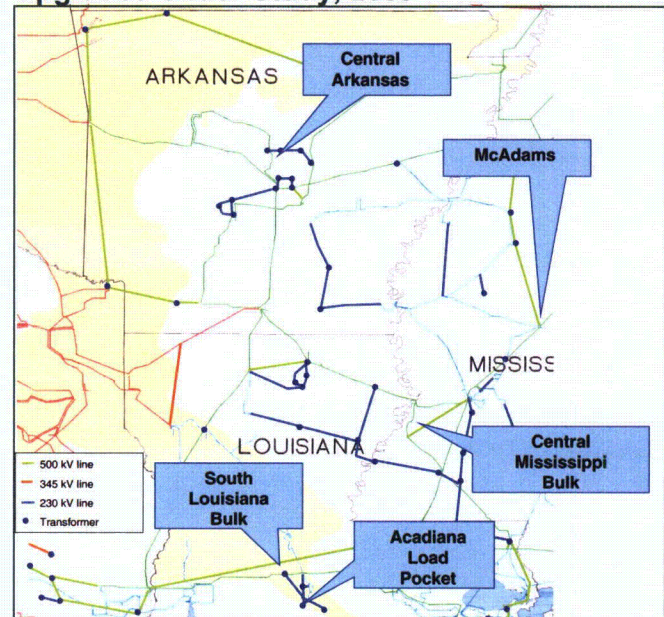 ARKANSAS
Central
Arkansas
McAdams
MISSISS
LOUISIANA
Central
Mississippi
Bulk
500 kV line
345 kV line
230 kV line
Transformer
South
Louisiana
Bulk
Acadiana
Load
Pocket